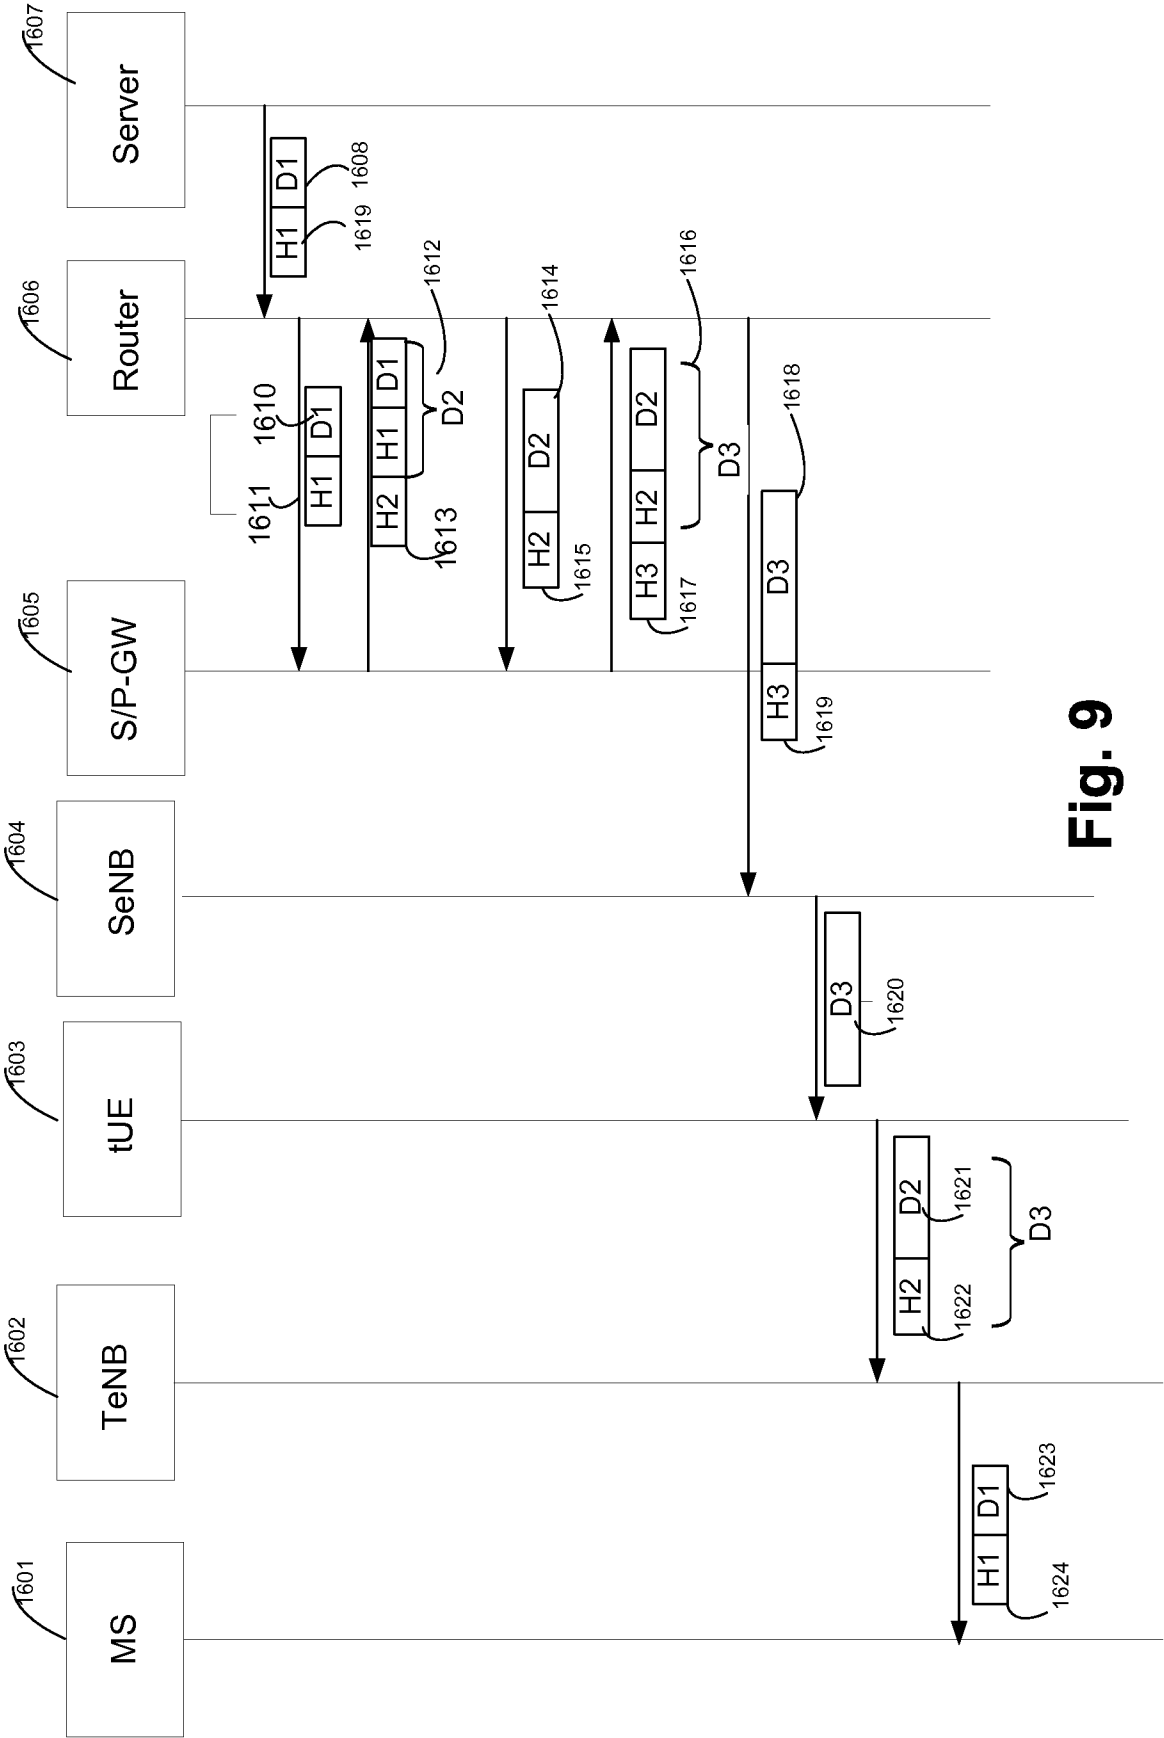 1601
1602
1603
1604
1605
1606
1607
MS
TeNB
tUE
SeNB
S/P-GW
Router
Server
H1 D1
1619
1608
1611
1610
H1 D1
H2 H1 D1
1613
D2
1612
H2 D2
1615
1614
H3 H2 D2
1617
D3
1616
H3 D3
1619
1618
D3
1620
H2 D2
1622
1621
D3
H1 D1
1624
1623
Fig. 9